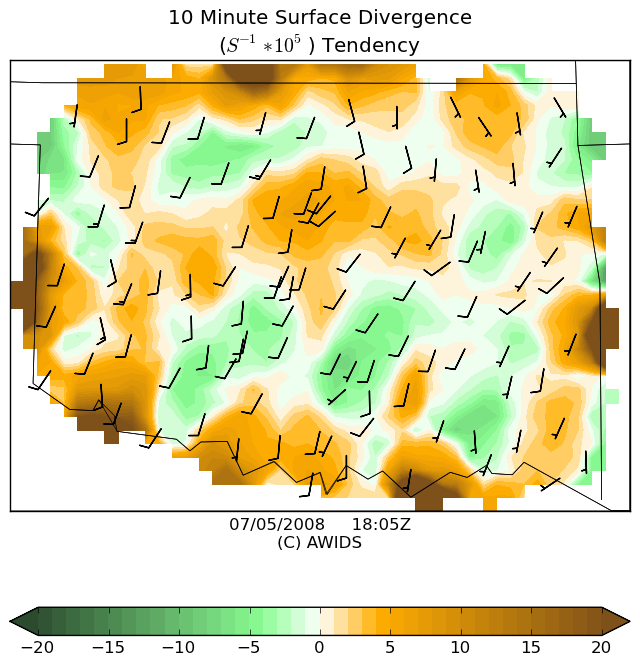 10 Minute Surface Divergence
(S⁻¹ * 10⁵ ) Tendency
07/05/2008 18:05Z
(C) AWIDS
−20 −15 −10 −5 0 5 10 15 20